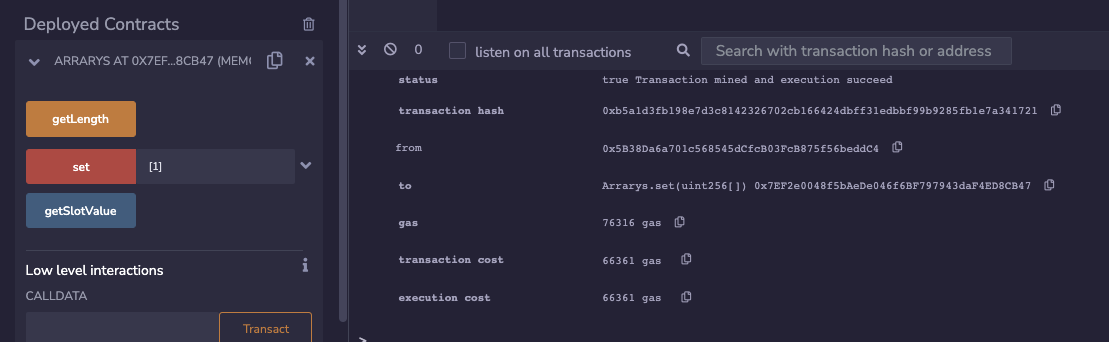 Deployed Contracts
ARRARYS AT 0X7EF...8CB47 (MEM
getLength
set
[1]
getSlotValue
Low level interactions
CALLDATA
Transact
0
listen on all transactions
Search with transaction hash or address
status true Transaction mined and execution succeed
transaction hash 0xb5a1d3fb198e7d3c8142326702cb166424dbff31edbbf99b9285fb1e7a341721
from 0x5B38Da6a701c568545dCfcB03FcB875f56beddC4
to Arrarys.set(uint256[]) 0x7EF2e0048f5bAeDe046f6BF797943daF4ED8CB47
gas 76316 gas
transaction cost 66361 gas
execution cost 66361 gas
>